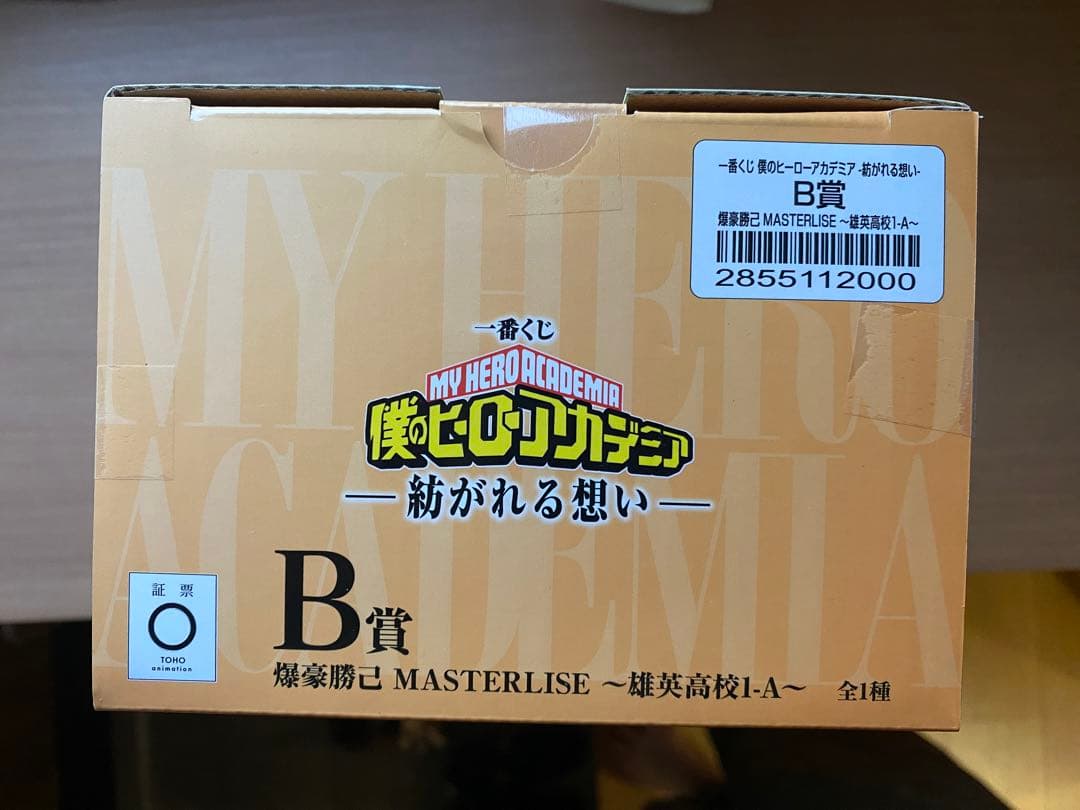 MY HERO
ACADEMIA
一番くじ 僕のヒーローアカデミア -紡がれる想い-
B賞
爆豪勝己 MASTERLISE ～雄英高校1-A～
2855112000
一番くじ
MY HERO ACADEMIA
僕のヒーローアカデミア
― 紡がれる想い ―
証 票
TOHO
animation
B賞
爆豪勝己 MASTERLISE ～雄英高校1-A～ 全1種